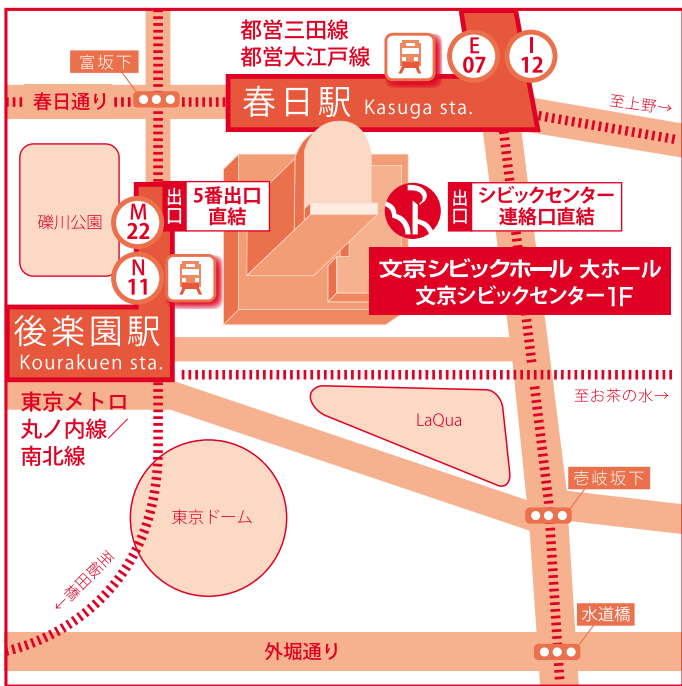 都営三田線
都営大江戸線
E
07
I
12
富坂下
春日通り
春日駅 Kasuga sta.
至上野→
礫川公園
M
22
出口
5番出口
直結
出口
シビックセンター
連絡口直結
N
11
文京シビックホール 大ホール
文京シビックセンター1F
後楽園駅
Kourakuen sta.
東京メトロ
丸ノ内線／
南北線
至お茶の水→
LaQua
壱岐坂下
東京ドーム
至飯田橋→
水道橋
外堀通り